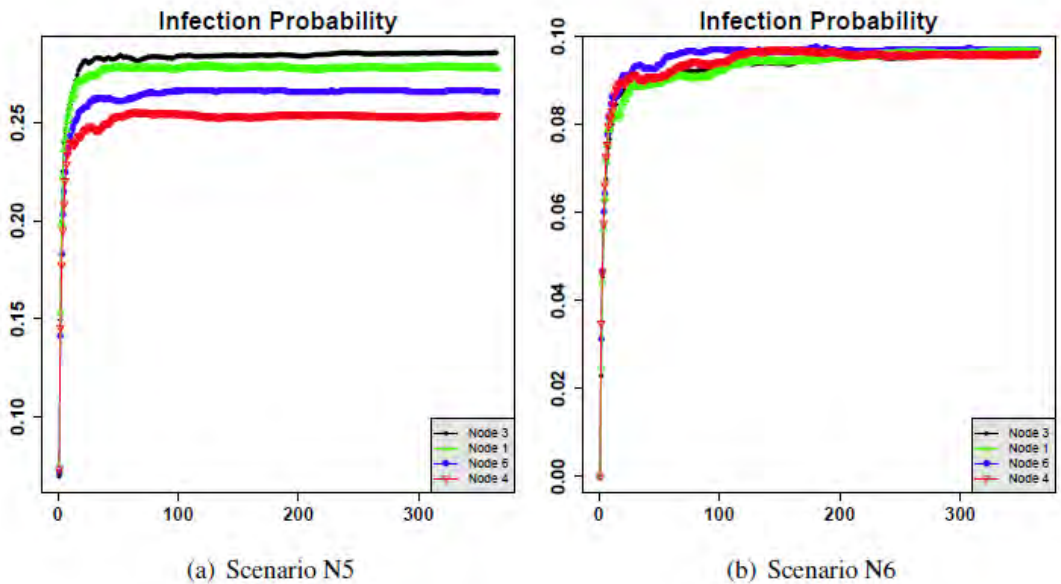 Infection Probability
0.25
0.20
0.15
0.10
0
100
200
300
Node 3
Node 1
Node 6
Node 4
(a) Scenario N5
Infection Probability
0.10
0.08
0.06
0.04
0.02
0.00
0
100
200
300
Node 3
Node 1
Node 6
Node 4
(b) Scenario N6